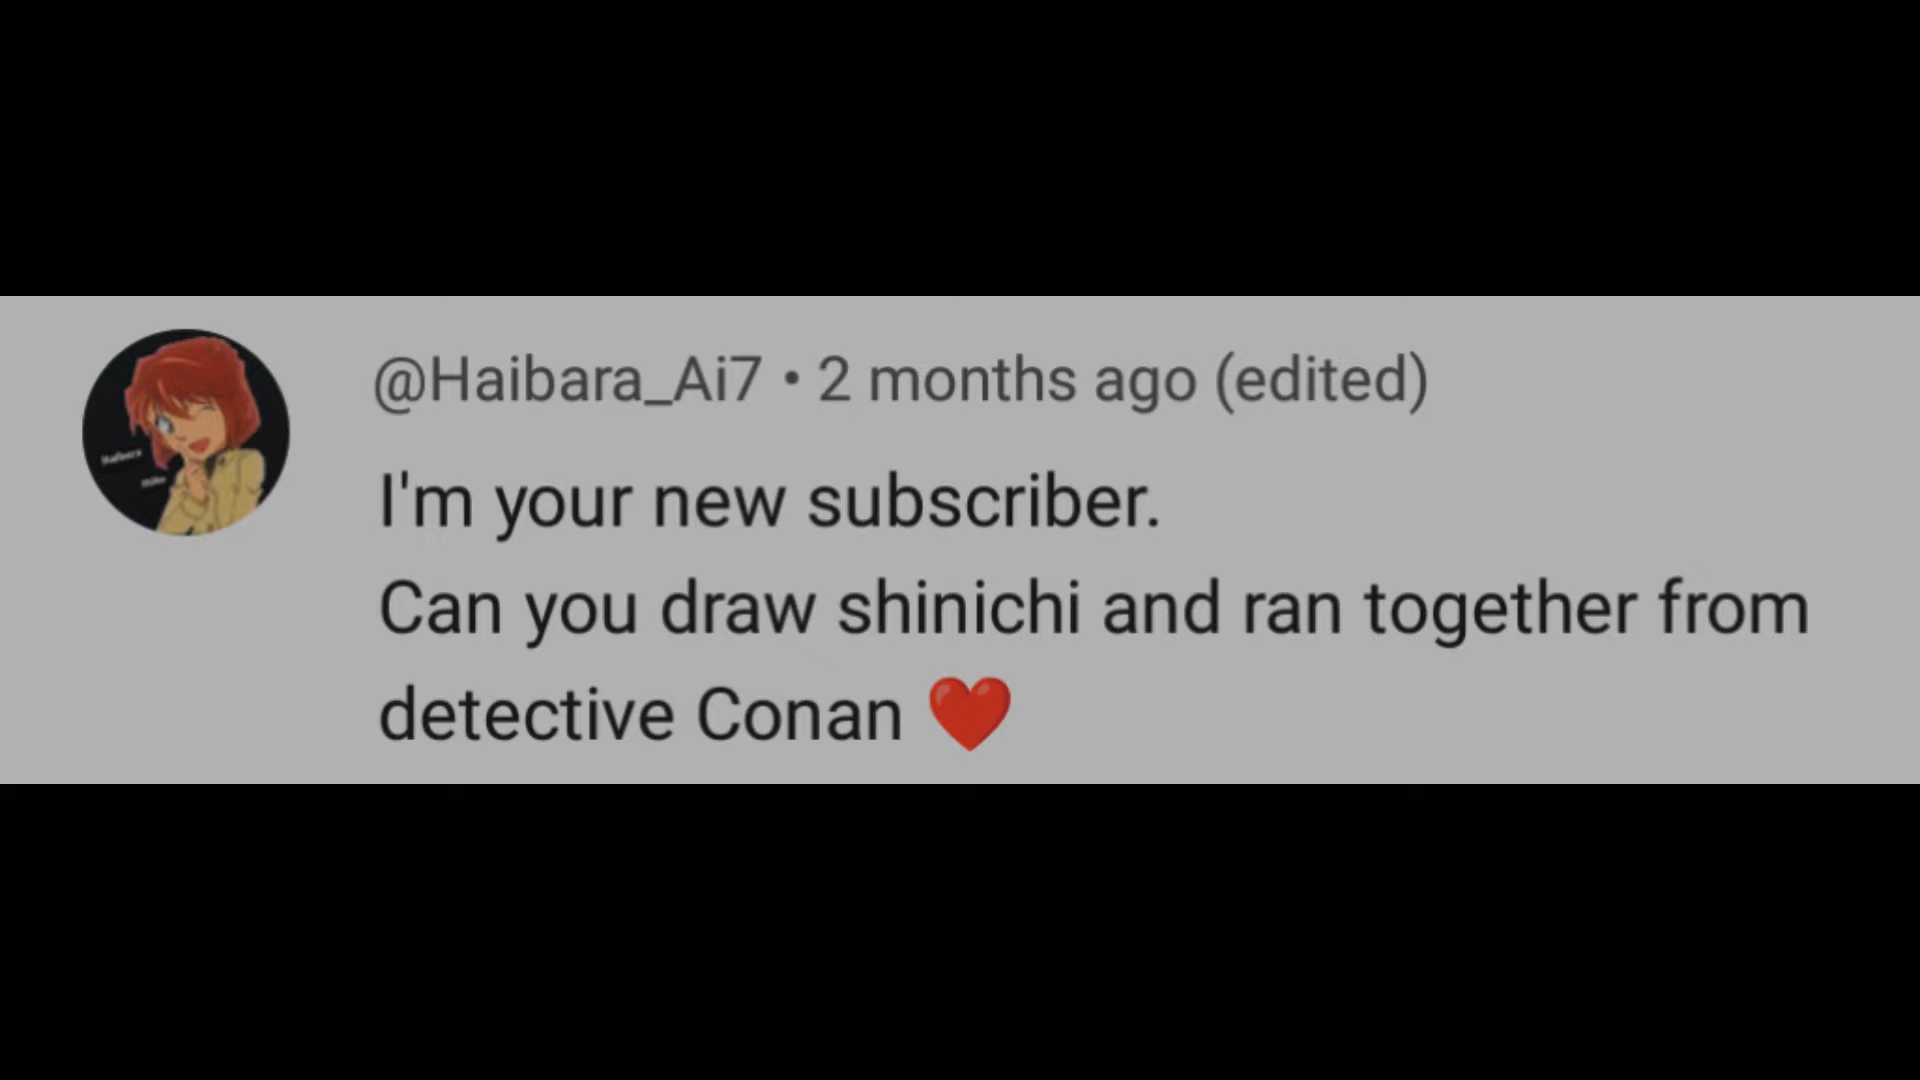 @Haibara_Ai7 • 2 months ago (edited)
I'm your new subscriber.
Can you draw shinichi and ran together from
detective Conan ❤️